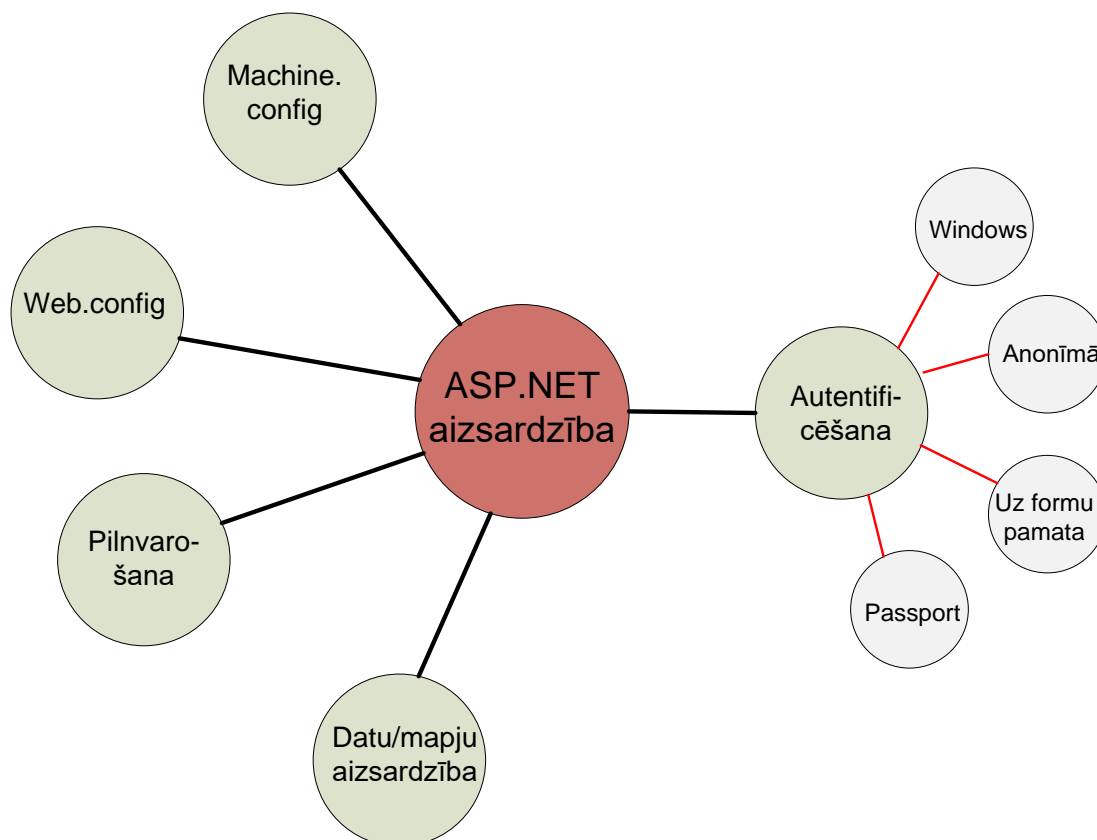 Machine.
config
Web.config
ASP.NET
aizsardzība
Pilnvaro-
šana
Datu/mapju
aizsardzība
Autentifi-
cēšana
Windows
Anonīmā
Uz formu
pamata
Passport